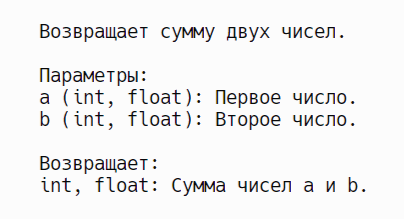 Возвращает сумму двух чисел.
Параметры:
a (int, float): Первое число.
b (int, float): Второе число.
Возвращает:
int, float: Сумма чисел a и b.